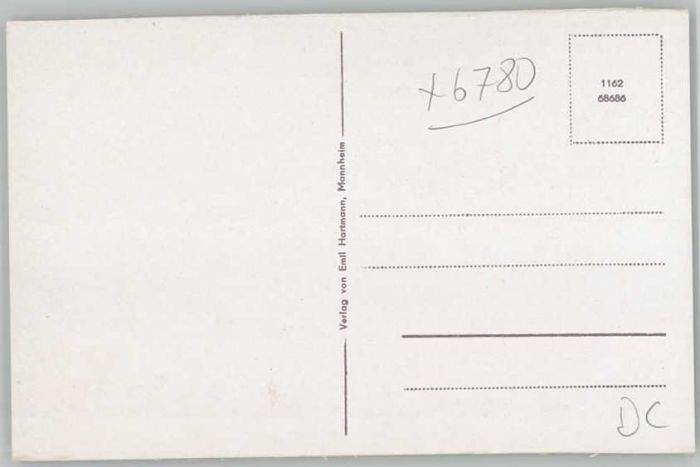 x6780
1162
68686
Verlag von Emil Hartmann, Mannheim
DC